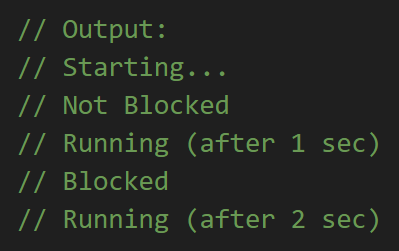 // Output:
// Starting...
// Not Blocked
// Running (after 1 sec)
// Blocked
// Running (after 2 sec)